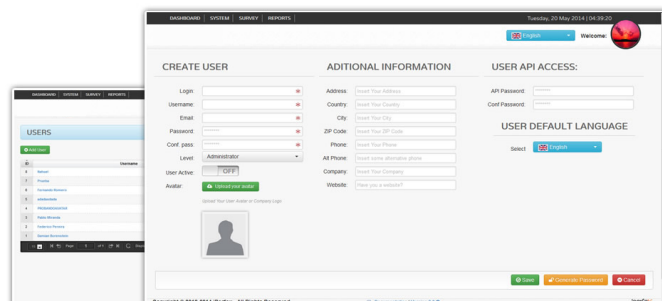 DASHBOARD SYSTEM SURVEY REPORTS
Tuesday, 20 May 2014 | 04:39:20
English
Welcome:
CREATE USER
Login
Username:
Email
Password:
Conf. pass
Level Administrator
User Active: OFF
Avatar: Upload your avatar
Upload Your User Avatar or Company Logo
ADITIONAL INFORMATION
Address: Insert Your Address
Country: Insert Your Country
City: Insert Your City
ZIP Code: Insert Your ZIP Code
Phone: Insert Your Phone
Alt Phone: Insert some alternative phone
Company: Insert Your Company
Website: Have you a website?
USER API ACCESS:
API Password:
Conf Password:
USER DEFAULT LANGUAGE
Select English
Save Generate Password Cancel
DASHBOARD SYSTEM SURVEY REPORTS
USERS
Add User
ID Username
Page 1 of 1